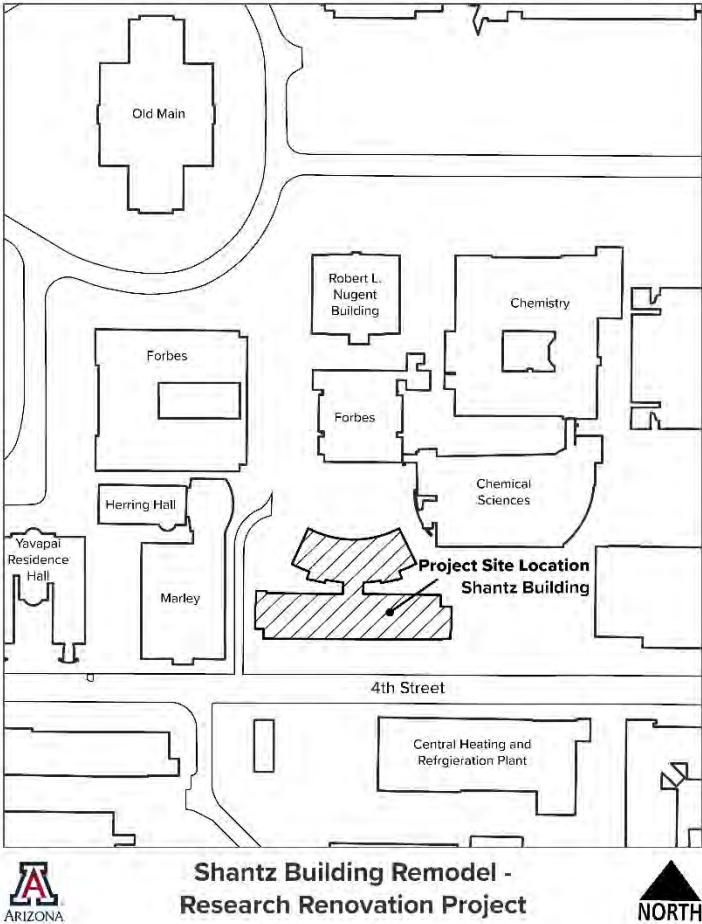 Old Main
Robert L.
Nugent
Building
Chemistry
Forbes
Forbes
Herring Hall
Chemical
Sciences
Yavapai
Residence
Hall
Project Site Location
Shantz Building
Marley
4th Street
Central Heating and
Refrgieration Plant
A
ARIZONA
Shantz Building Remodel -
Research Renovation Project
NORTH